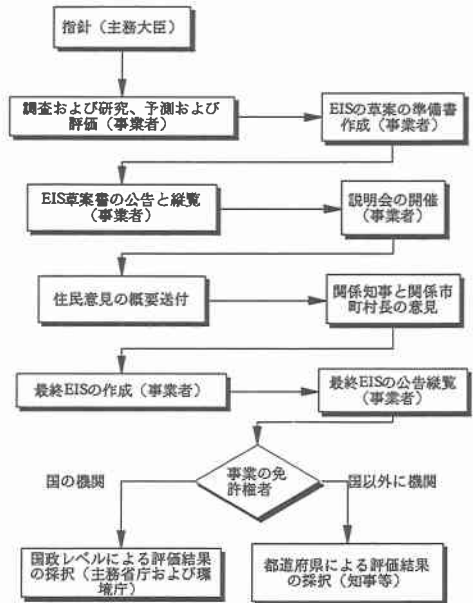 指針（主務大臣）
調査および研究、予測および
評価（事業者）
EISの草案の準備書
作成（事業者）
EIS草案書の公告と縦覧
（事業者）
説明会の開催
（事業者）
住民意見の概要送付
関係知事と関係市
町村長の意見
最終EISの作成（事業者）
最終EISの公告縦覧
（事業者）
事業の免
許権者
国の機関
国以外に機関
国政レベルによる評価結果
の採択（主務省庁および環
境庁）
都道府県による評価結果
の採択（知事等）